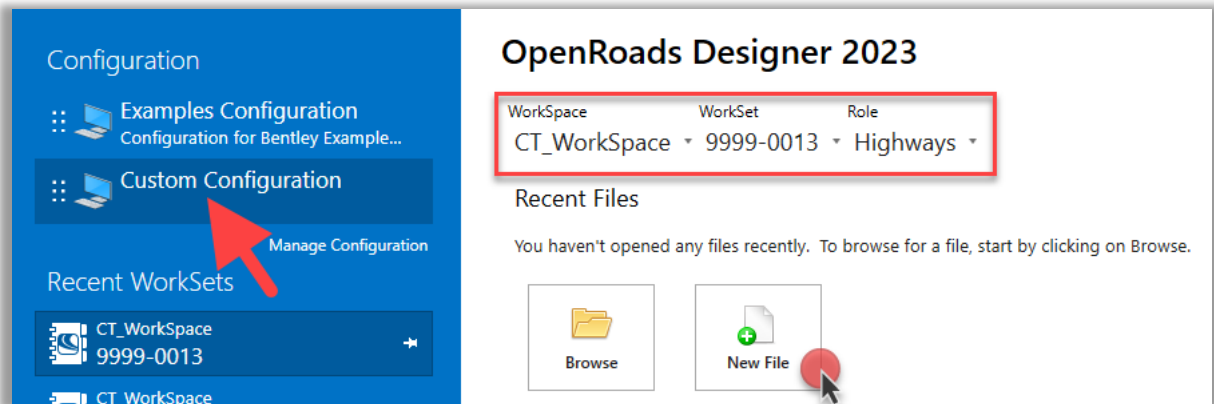 Configuration
Examples Configuration
Configuration for Bentley Example...
Custom Configuration
Manage Configuration
Recent WorkSets
CT_WorkSpace
9999-0013
CT_WorkSpace
OpenRoads Designer 2023
WorkSpace WorkSet Role
CT_WorkSpace 9999-0013 Highways
Recent Files
You haven't opened any files recently. To browse for a file, start by clicking on Browse.
Browse New File